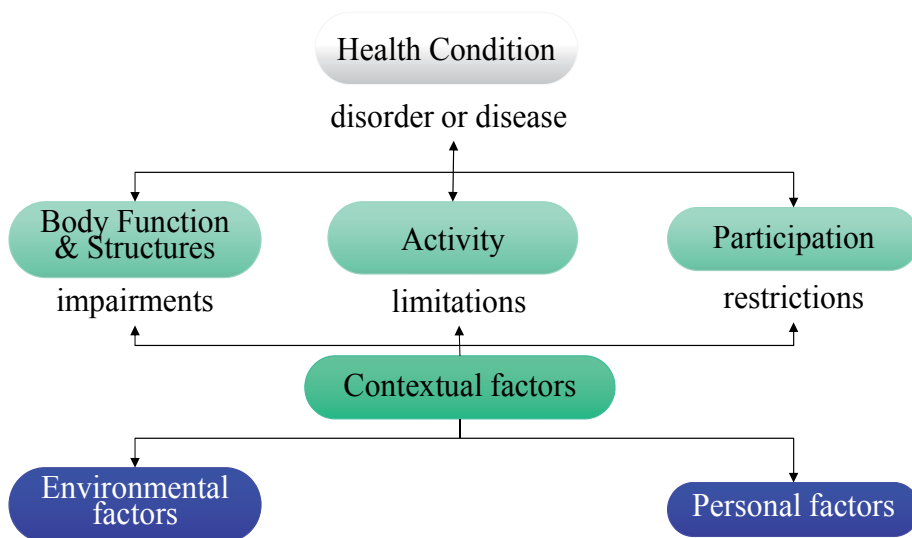 Health Condition
disorder or disease
Body Function
& Structures
Activity
Participation
impairments
limitations
restrictions
Contextual factors
Environmental
factors
Personal factors